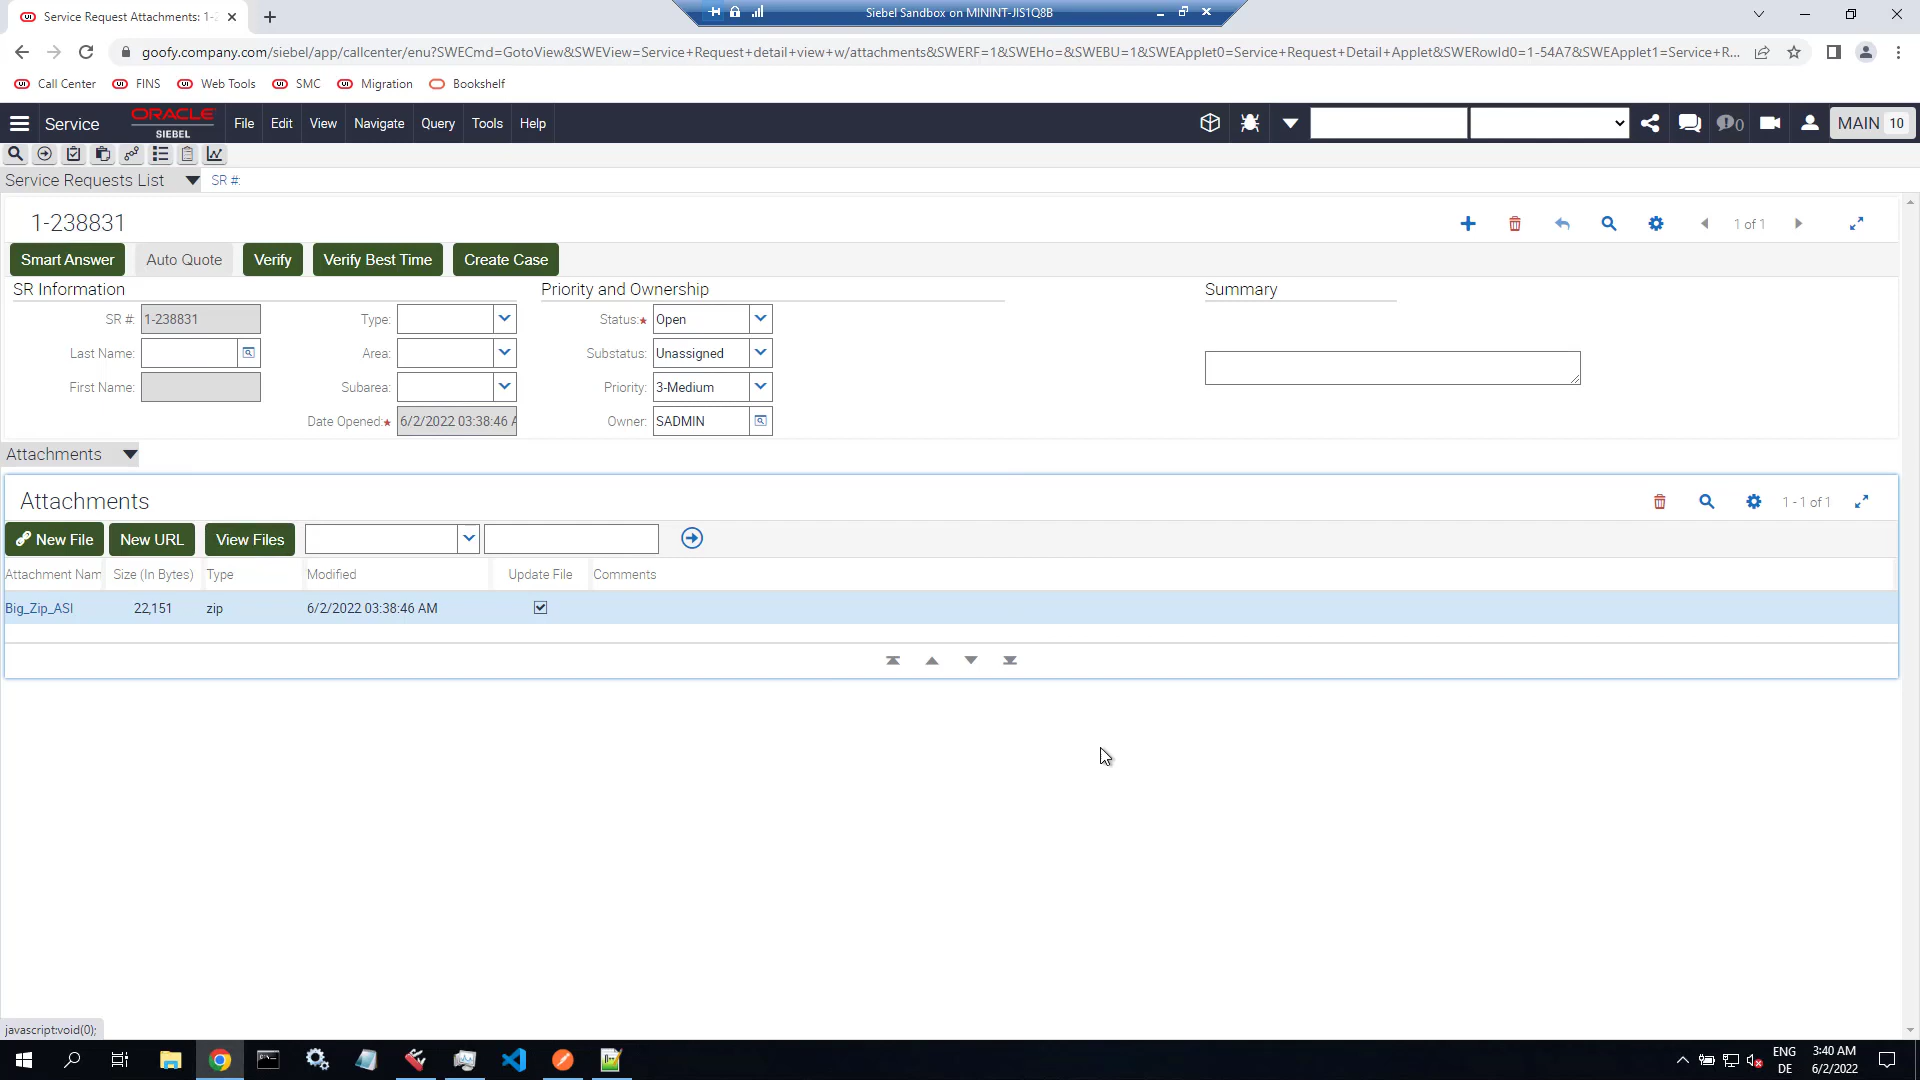 Service Request Attachments: 1-
Siebel Sandbox on MININT-JIS1Q8B
goofy.company.com/siebel/app/callcenter/enu?SWECmd=GotoView&SWEView=Service+Request+detail+view+w/attachments&SWERF=1&SWEHo=&SWEBU=1&SWEApplet0=Service+Request+Detail+Applet&SWERowId0=1-54A7&SWEApplet1=Service+R...
Call Center FINS Web Tools SMC Migration Bookshelf
Service ORACLE SIEBEL File Edit View Navigate Query Tools Help 0 MAIN 10
Service Requests List SR #:
1-238831 1 of 1
Smart Answer Auto Quote Verify Verify Best Time Create Case
SR Information Priority and Ownership Summary
SR #: 1-238831 Type: Status:★ Open
Last Name: Area: Substatus: Unassigned
First Name: Subarea: Priority: 3-Medium
Date Opened:★ 6/2/2022 03:38:46 A Owner: SADMIN
Attachments
Attachments 1 - 1 of 1
New File New URL View Files
Attachment Nam Size (In Bytes) Type Modified Update File Comments
Big_Zip_ASI 22,151 zip 6/2/2022 03:38:46 AM
javascript:void(0);
ENG 3:40 AM
DE 6/2/2022